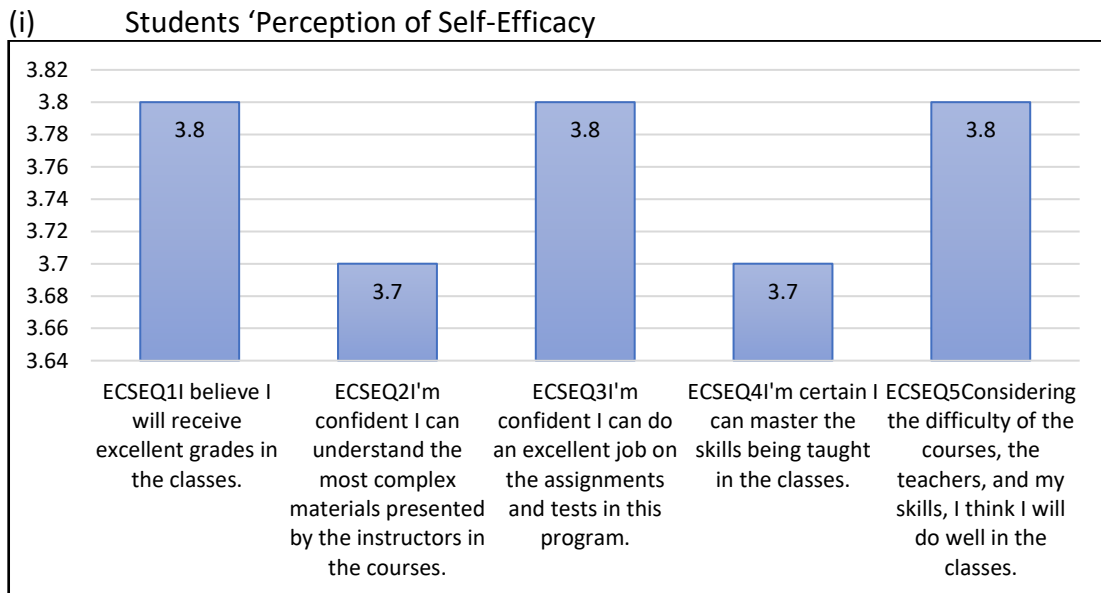 (i) Students ‘Perception of Self-Efficacy
3.82
3.8
3.78
3.76
3.74
3.72
3.7
3.68
3.66
3.64
3.8
3.7
3.8
3.7
3.8
ECSEQ1I believe I
will receive
excellent grades in
the classes.
ECSEQ2I'm
confident I can
understand the
most complex
materials presented
by the instructors in
the courses.
ECSEQ3I'm
confident I can do
an excellent job on
the assignments
and tests in this
program.
ECSEQ4I'm certain I
can master the
skills being taught
in the classes.
ECSEQ5Considering
the difficulty of the
courses, the
teachers, and my
skills, I think I will
do well in the
classes.